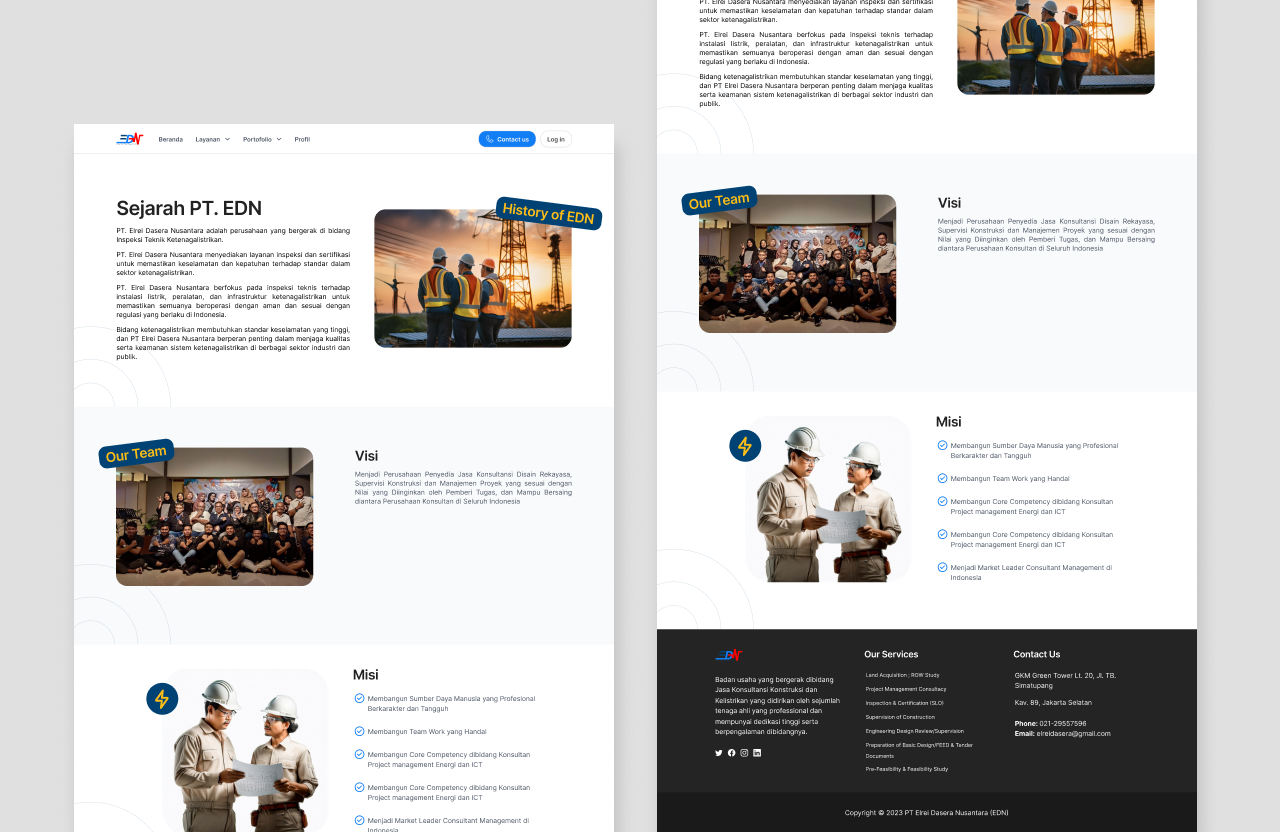 EDN
Beranda
Layanan
Portofolio
Profil
Contact us
Log in
Sejarah PT. EDN
PT. Elrei Dasera Nusantara adalah perusahaan yang bergerak di bidang
Inspeksi Teknik Ketenagalistrikan.
PT. Elrei Dasera Nusantara menyediakan layanan inspeksi dan sertifikasi
untuk memastikan keselamatan dan kepatuhan terhadap standar dalam
sektor ketenagalistrikan.
PT. Elrei Dasera Nusantara berfokus pada inspeksi teknis terhadap
instalasi listrik, peralatan, dan infrastruktur ketenagalistrikan untuk
memastikan semuanya beroperasi dengan aman dan sesuai dengan
regulasi yang berlaku di Indonesia.
Bidang ketenagalistrikan membutuhkan standar keselamatan yang tinggi,
dan PT Elrei Dasera Nusantara berperan penting dalam menjaga kualitas
serta keamanan sistem ketenagalistrikan di berbagai sektor industri dan
publik.
History of EDN
Our Team
Visi
Menjadi Perusahaan Penyedia Jasa Konsultansi Disain Rekayasa,
Supervisi Konstruksi dan Manajemen Proyek yang sesuai dengan
Nilai yang Diinginkan oleh Pemberi Tugas, dan Mampu Bersaing
diantara Perusahaan Konsultan di Seluruh Indonesia
Misi
Membangun Sumber Daya Manusia yang Profesional
Berkarakter dan Tangguh
Membangun Team Work yang Handal
Membangun Core Competency dibidang Konsultan
Project management Energi dan ICT
Membangun Core Competency dibidang Konsultan
Project management Energi dan ICT
Menjadi Market Leader Consultant Management di
Indonesia
PT. Elrei Dasera Nusantara menyediakan layanan inspeksi dan sertifikasi
untuk memastikan keselamatan dan kepatuhan terhadap standar dalam
sektor ketenagalistrikan.
PT. Elrei Dasera Nusantara berfokus pada inspeksi teknis terhadap
instalasi listrik, peralatan, dan infrastruktur ketenagalistrikan untuk
memastikan semuanya beroperasi dengan aman dan sesuai dengan
regulasi yang berlaku di Indonesia.
Bidang ketenagalistrikan membutuhkan standar keselamatan yang tinggi,
dan PT Elrei Dasera Nusantara berperan penting dalam menjaga kualitas
serta keamanan sistem ketenagalistrikan di berbagai sektor industri dan
publik.
Our Team
Visi
Menjadi Perusahaan Penyedia Jasa Konsultansi Disain Rekayasa,
Supervisi Konstruksi dan Manajemen Proyek yang sesuai dengan
Nilai yang Diinginkan oleh Pemberi Tugas, dan Mampu Bersaing
diantara Perusahaan Konsultan di Seluruh Indonesia
Misi
Membangun Sumber Daya Manusia yang Profesional
Berkarakter dan Tangguh
Membangun Team Work yang Handal
Membangun Core Competency dibidang Konsultan
Project management Energi dan ICT
Membangun Core Competency dibidang Konsultan
Project management Energi dan ICT
Menjadi Market Leader Consultant Management di
Indonesia
EDN
Badan usaha yang bergerak dibidang
Jasa Konsultansi Konstruksi dan
Kelistrikan yang didirikan oleh sejumlah
tenaga ahli yang professional dan
mempunyai dedikasi tinggi serta
berpengalaman dibidangnya.
Our Services
Land Acquisition ; ROW Study
Project Management Consultacy
Inspection & Certification (SLO)
Supervision of Construction
Engineering Design Review/Supervision
Preparation of Basic Design/FEED & Tender
Documents
Pre-Feasibility & Feasibility Study
Contact Us
GKM Green Tower Lt. 20, Jl. TB.
Simatupang
Kav. 89, Jakarta Selatan
Phone: 021-29557596
Email: elreidasera@gmail.com
Copyright © 2023 PT Elrei Dasera Nusantara (EDN)